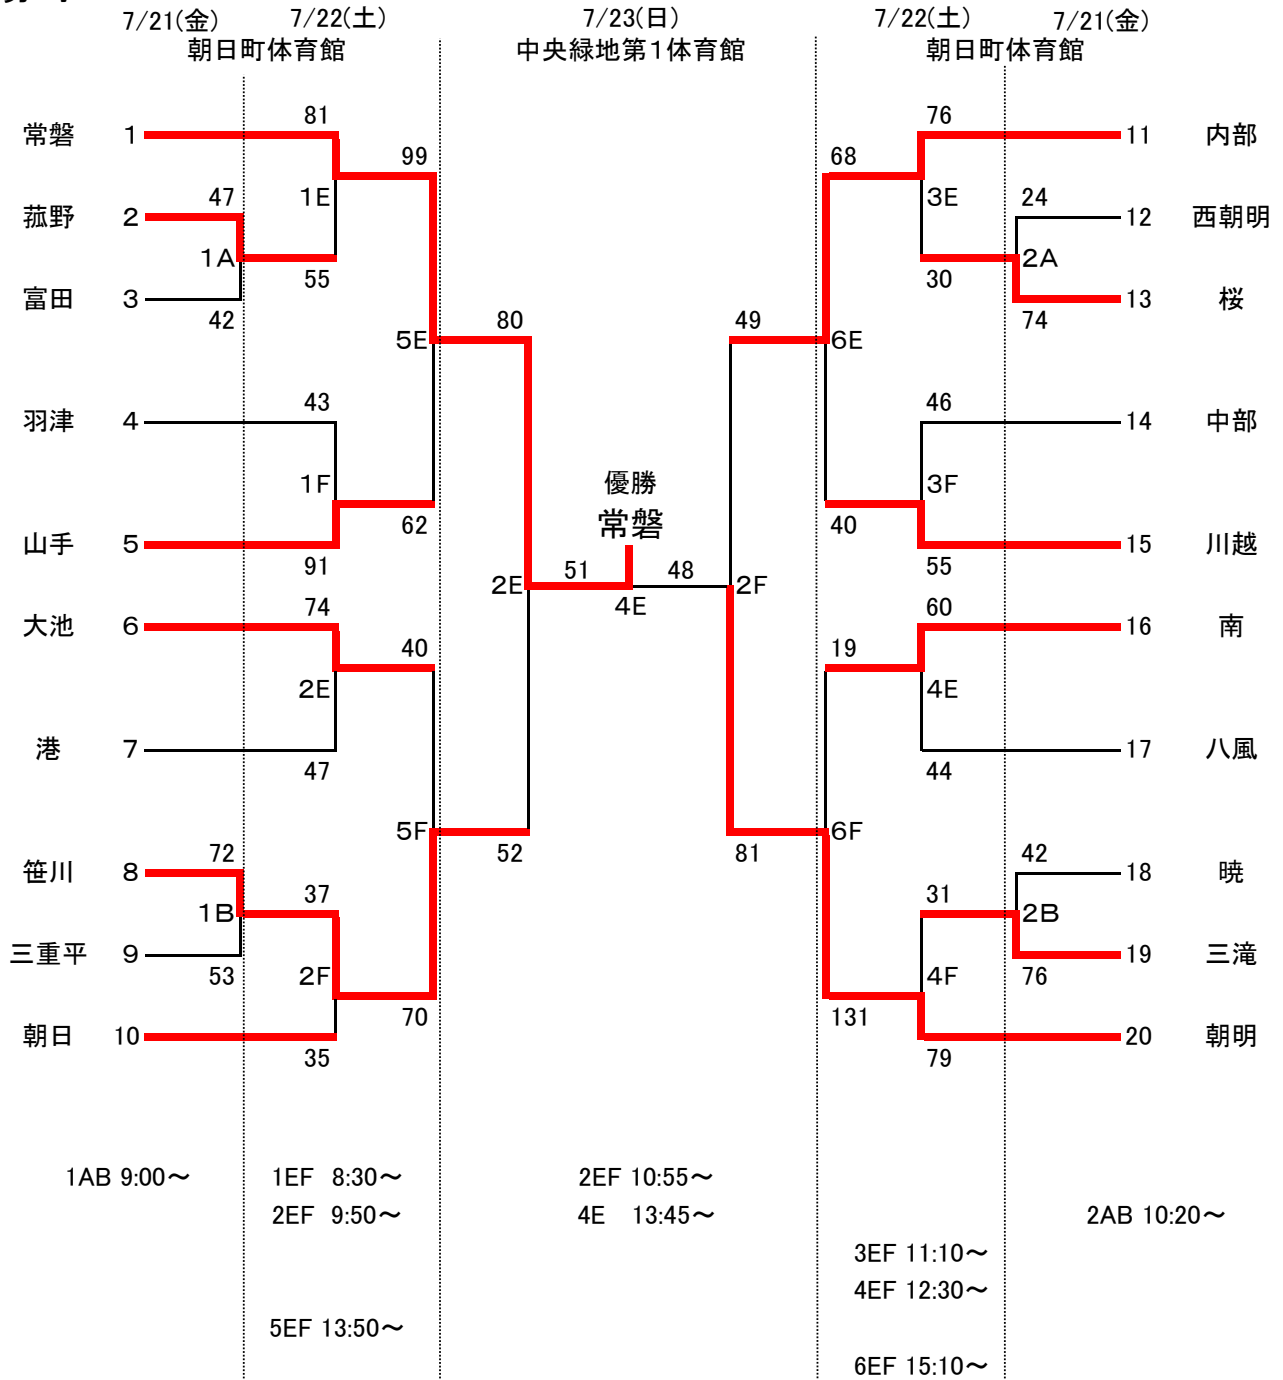 7/21(金) 7/22(土) 7/23(日) 7/22(土) 7/21(金)
朝日町体育館 中央緑地第1体育館 朝日町体育館
81 76
常磐 1 11 内部
99 68
47 1E 3E 24
菰野 2 12 西朝明
1A 2A
55 30
富田 3 13 桜
42 74
80 49
5E 6E
43 46
羽津 4 14 中部
1F 優勝 3F
62 常磐 40
山手 5 15 川越
91 51 48 55
2E 4E 2F
74 60
大池 6 16 南
40 19
2E 4E
港 7 17 八風
47 44
5F 6F
72 52 81 42
笹川 8 18 暁
37 31
1B 2B
三重平 9 19 三滝
53 2F 4F 76
70 131
朝日 10 20 朝明
35 79
1AB 9:00～ 1EF 8:30～ 2EF 10:55～
2EF 9:50～ 4E 13:45～ 2AB 10:20～
3EF 11:10～
4EF 12:30～
5EF 13:50～
6EF 15:10～